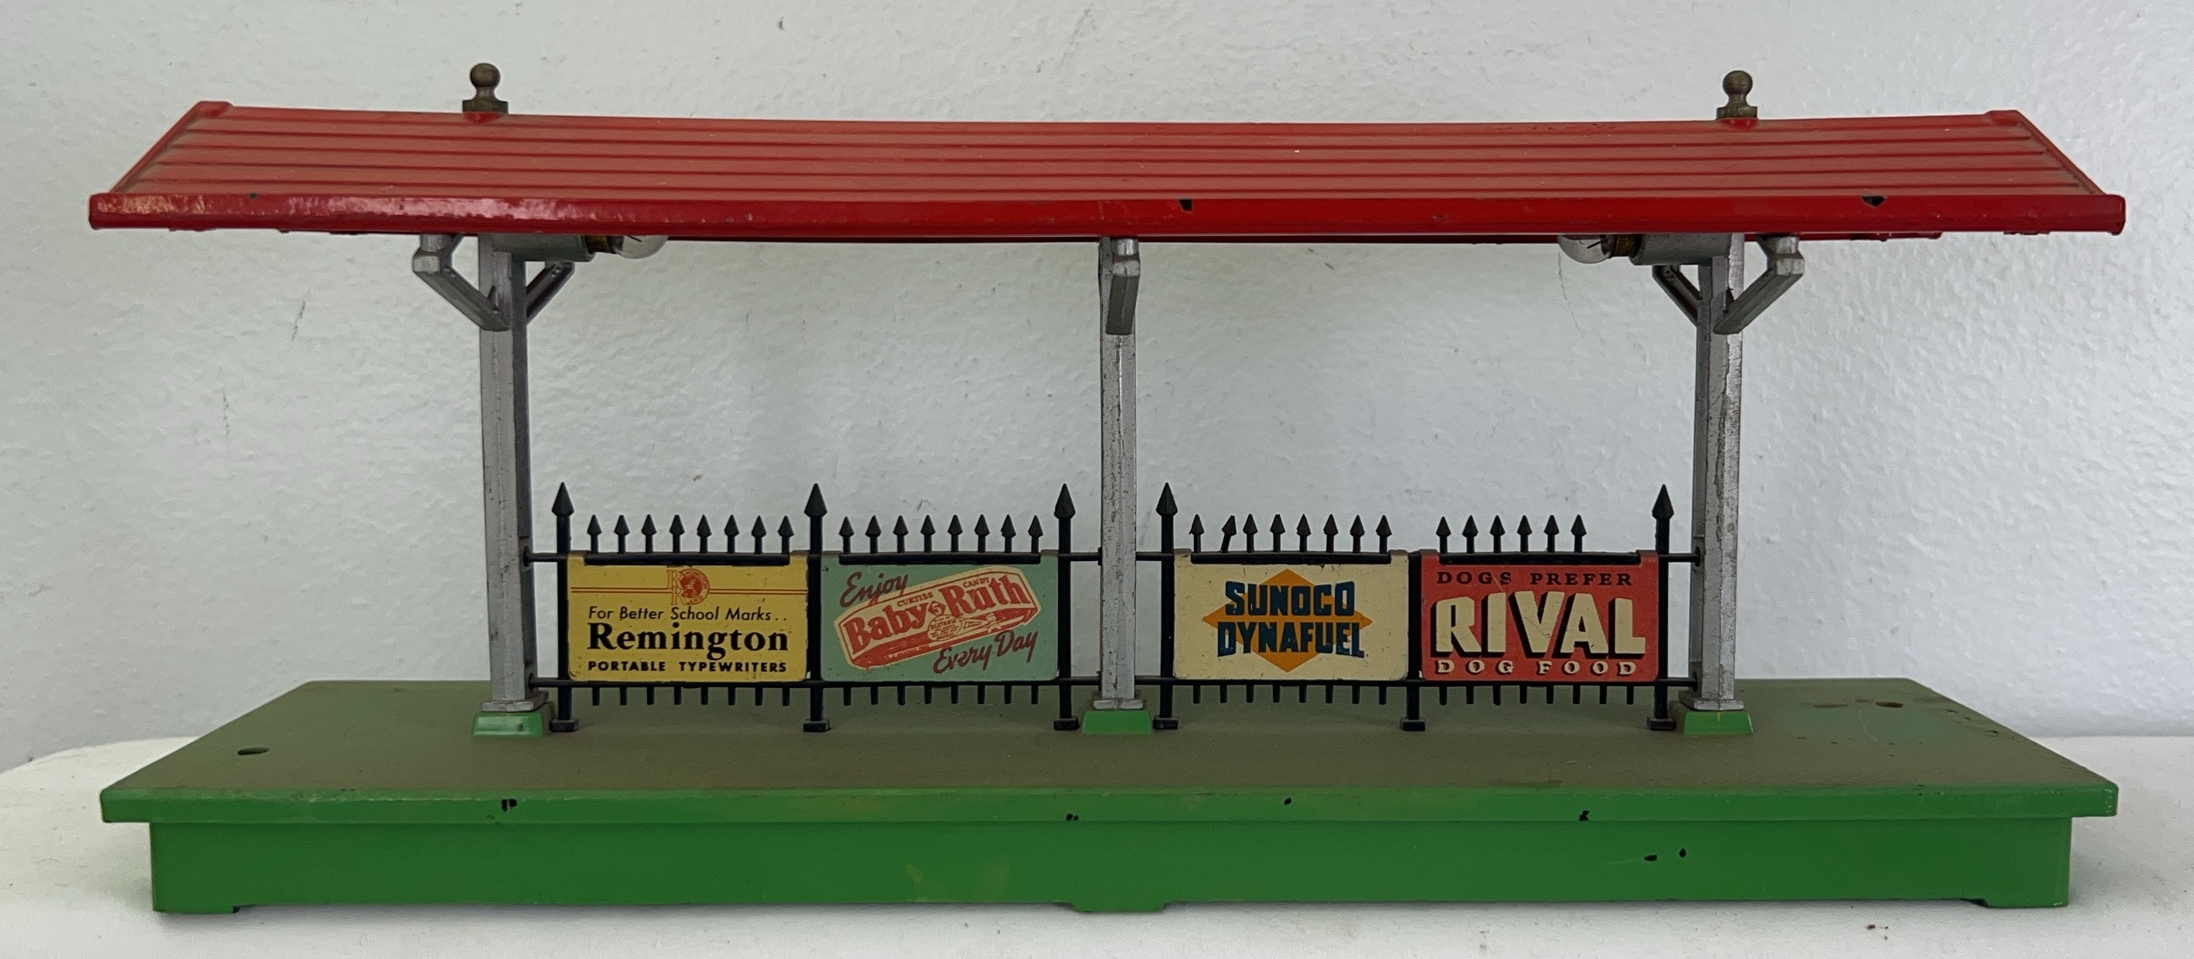 For Better School Marks..
Remington
PORTABLE TYPEWRITERS
Enjoy
CURTISS CANDY
Baby Ruth
5
Every Day
SUNOCO
DYNAFUEL
DOGS PREFER
RIVAL
DOG FOOD